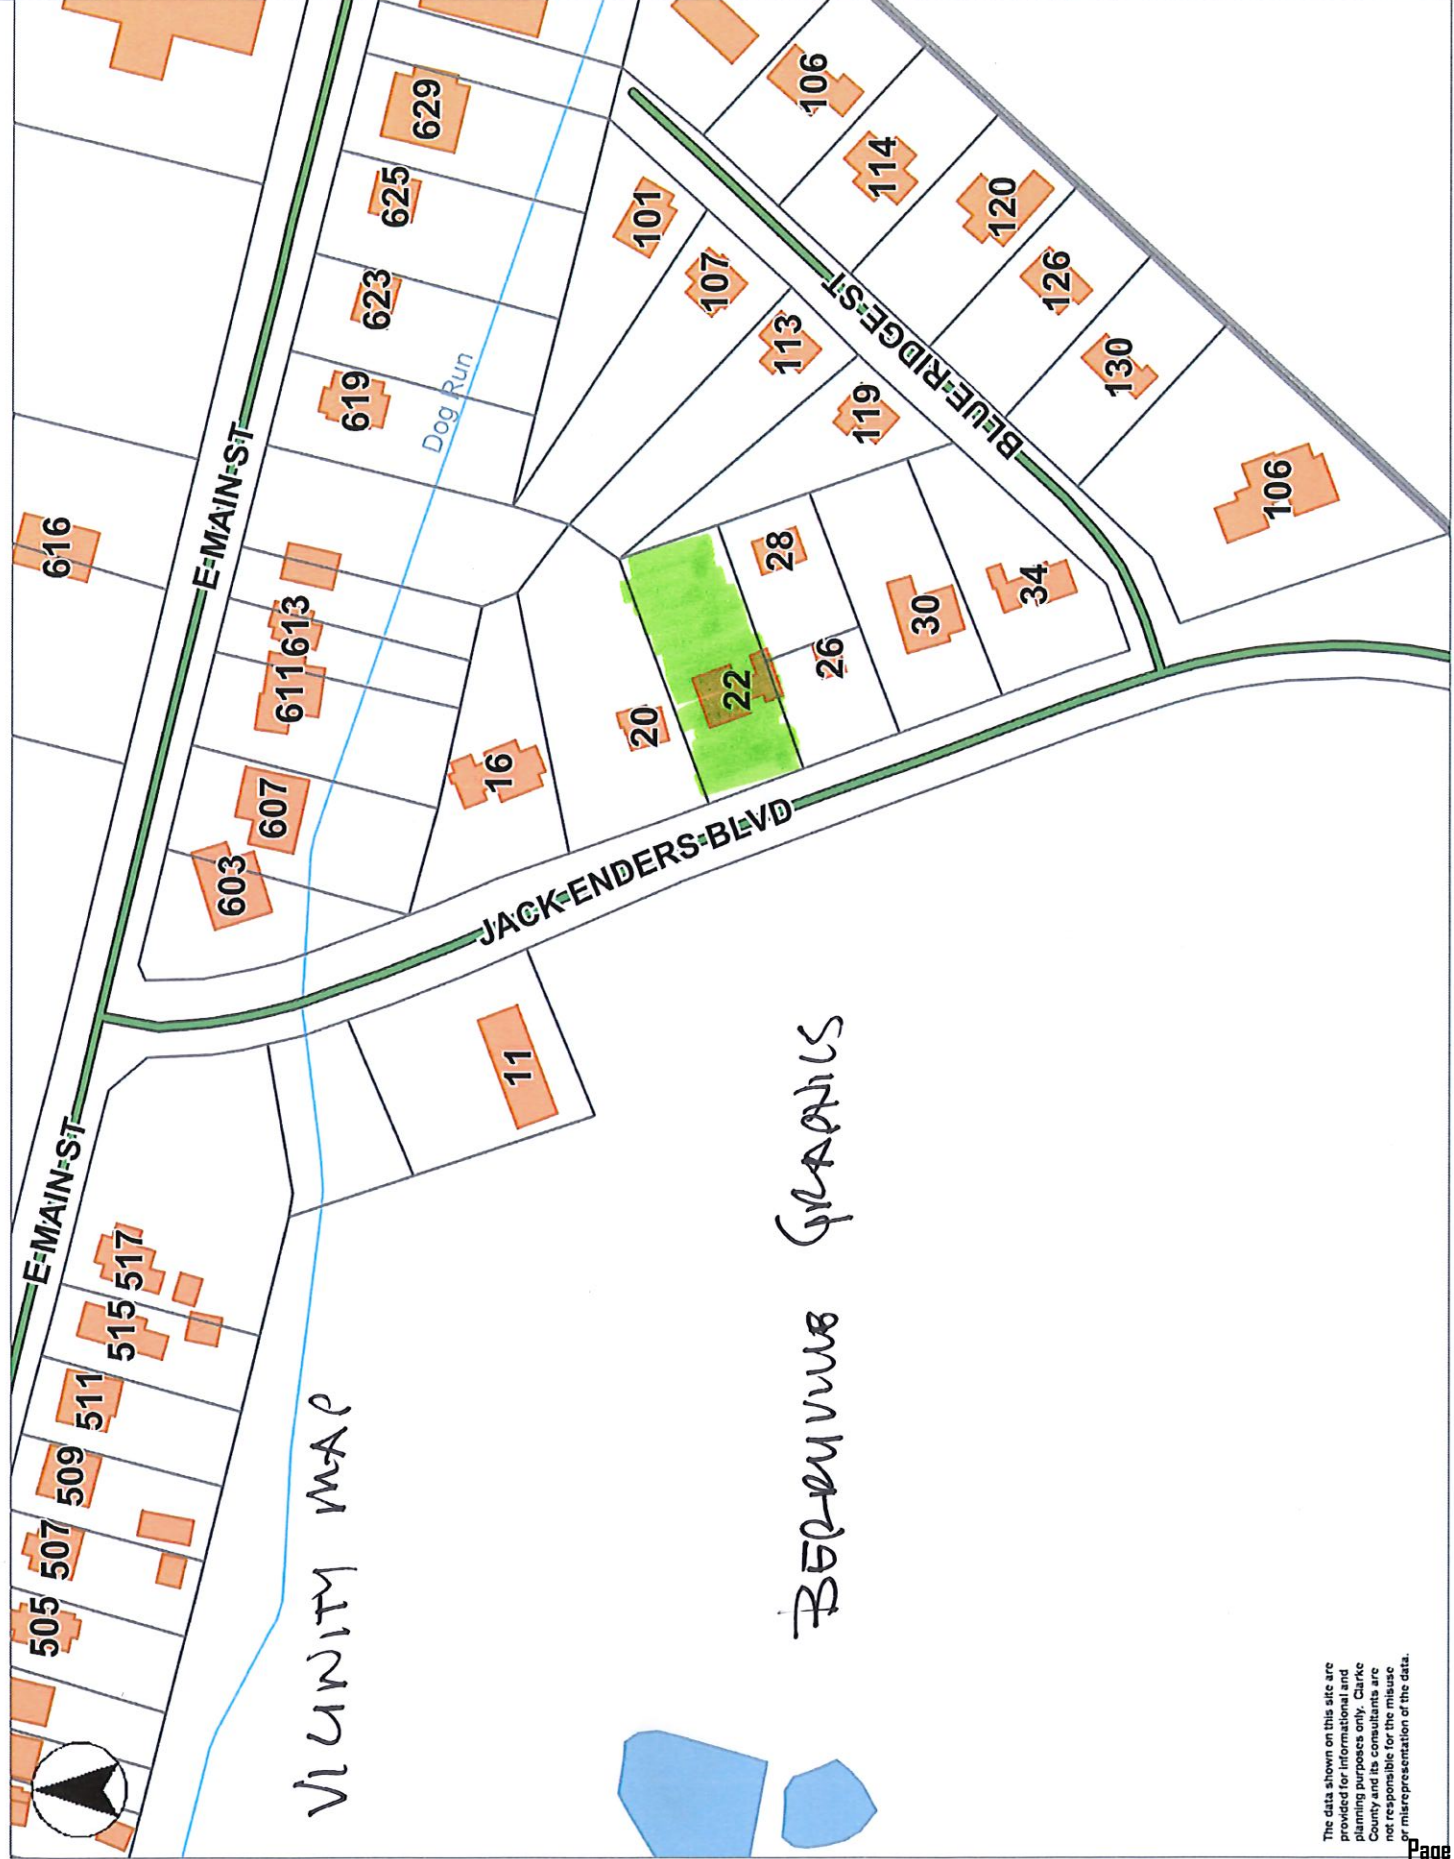 505
507
509
511
515
517
E-MAIN-ST
616
E-MAIN-ST
603
607
611
613
619
623
625
629
Dog Run
VICINITY MAP
JACK-ENDERS-BLVD
11
16
20
22
28
26
30
34
101
107
113
119
BLUE-RIDGE-ST
106
114
120
126
130
106
BERRYVILLE GRAPHICS
The data shown on this site are
provided for informational and
planning purposes only. Clarke
County and its consultants are
not responsible for the misuse
or misrepresentation of the data.
Page